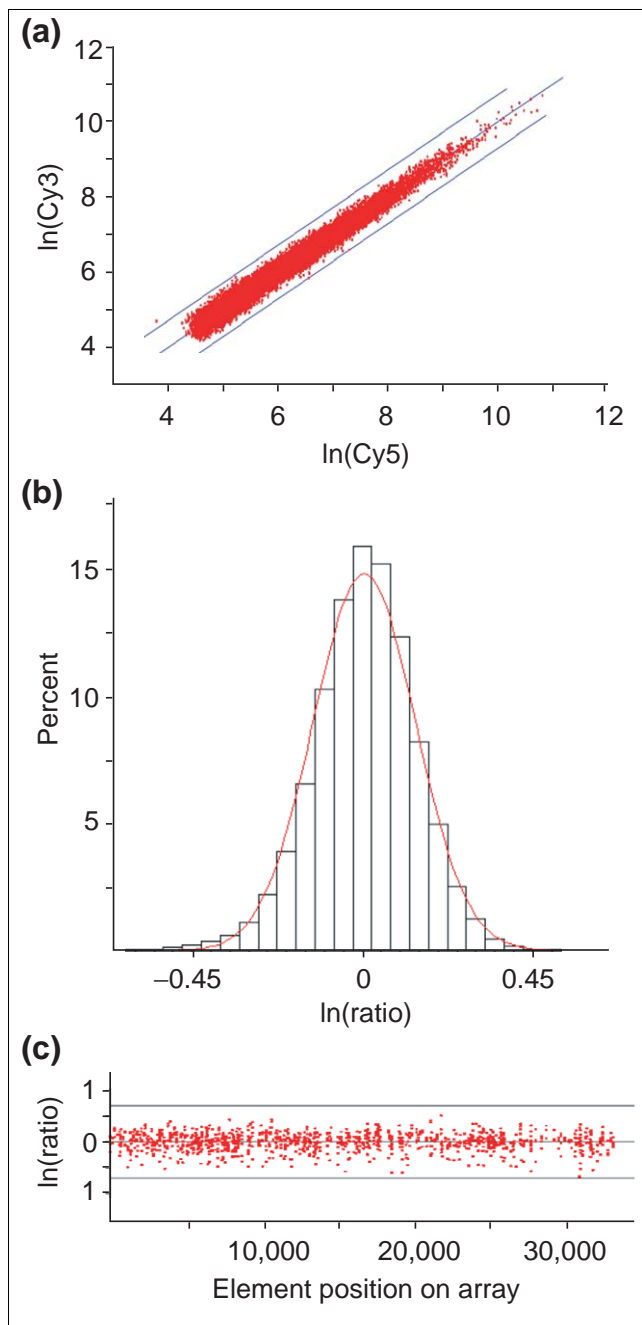 (a)
12
10
8
6
4
ln(Cy3)
4 6 8 10 12
ln(Cy5)
(b)
15
10
5
Percent
−0.45 0 0.45
ln(ratio)
(c)
1
0
1
ln(ratio)
10,000 20,000 30,000
Element position on array